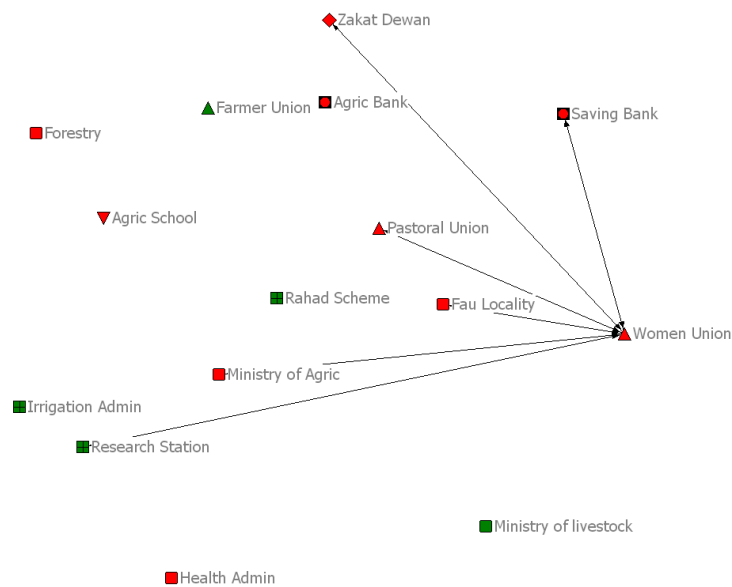 Zakat Dewan
Agric Bank
Farmer Union
Saving Bank
Forestry
Agric School
Pastoral Union
Rahad Scheme
Fau Locality
Women Union
Ministry of Agric
Irrigation Admin
Research Station
Ministry of livestock
Health Admin